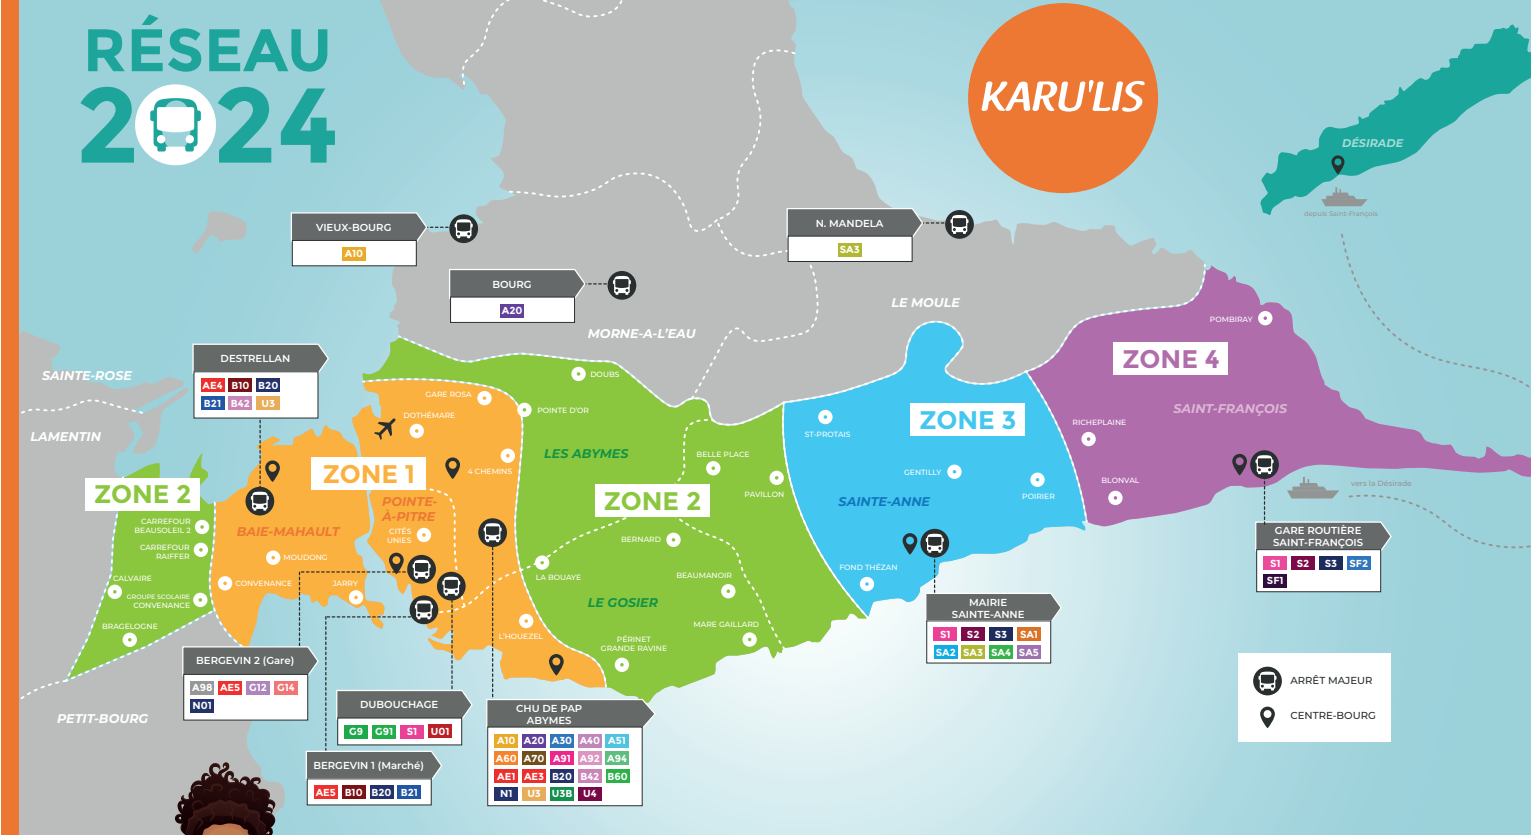 RÉSEAU
2024
KARU'LIS
DÉSIRADE
depuis Saint-François
VIEUX-BOURG
A10
N. MANDELA
SA3
BOURG
A20
LE MOULE
MORNE-A-L'EAU
POMBIRAY
ZONE 4
SAINTE-ROSE
LAMENTIN
DESTRELLAN
AE4 B10 B20
B21 B42 U3
DOUBS
GARE ROSA
POINTE D'OR
DOTHÉMARE
4 CHEMINS
LES ABYMES
BELLE PLACE
PAVILLON
ST-PROTAIS
ZONE 3
GENTILLY
POIRIER
SAINTE-ANNE
SAINT-FRANÇOIS
RICHEPLAINE
BLONVAL
vers la Désirade
ZONE 2
ZONE 1
ZONE 2
POINTE-
À-PITRE
CITÉS
UNIES
BAIE-MAHAULT
CARREFOUR
BEAUSOLEIL 2
CARREFOUR
RAIFFER
MOUDONG
CALVAIRE
CONVENANCE
JARRY
GROUPE SCOLAIRE
CONVENANCE
BRAGELOGNE
BERNARD
LA BOUAYE
BEAUMANOIR
LE GOSIER
L'HOUEZEL
MARE GAILLARD
PÉRINET
GRANDE RAVINE
FOND THÉZAN
GARE ROUTIÈRE
SAINT-FRANÇOIS
S1 S2 S3 SF2
SF1
MAIRIE
SAINTE-ANNE
S1 S2 S3 SA1
SA2 SA3 SA4 SA5
PETIT-BOURG
BERGEVIN 2 (Gare)
A98 AE5 G12 G14
N01
DUBOUCHAGE
G9 G91 S1 U01
BERGEVIN 1 (Marché)
AE5 B10 B20 B21
CHU DE PAP
ABYMES
A10 A20 A30 A40 A51
A60 A70 A91 A92 A94
AE1 AE3 B20 B42 B60
N1 U3 U3B U4
ARRÊT MAJEUR
CENTRE-BOURG